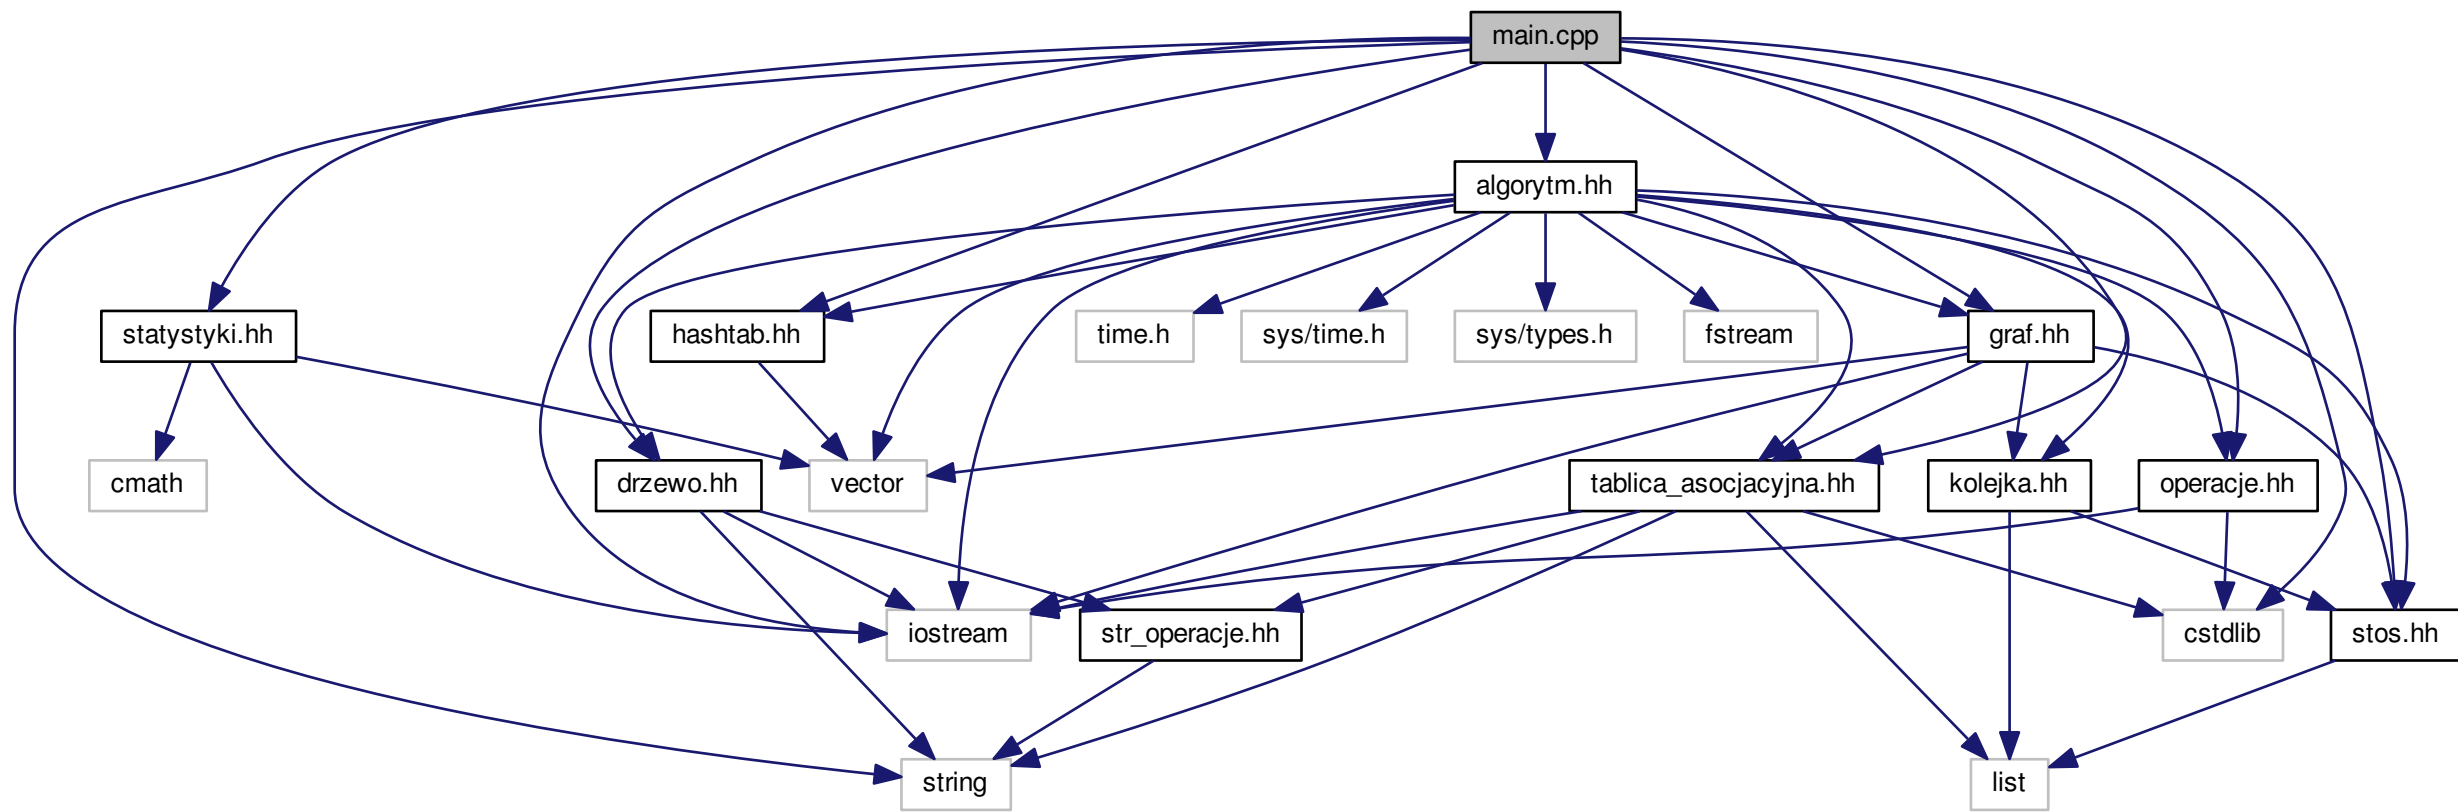 main.cpp
algorytm.hh
statystyki.hh
hashtab.hh
time.h
sys/time.h
sys/types.h
fstream
graf.hh
cmath
drzewo.hh
vector
tablica_asocjacyjna.hh
kolejka.hh
operacje.hh
iostream
str_operacje.hh
cstdlib
stos.hh
string
list